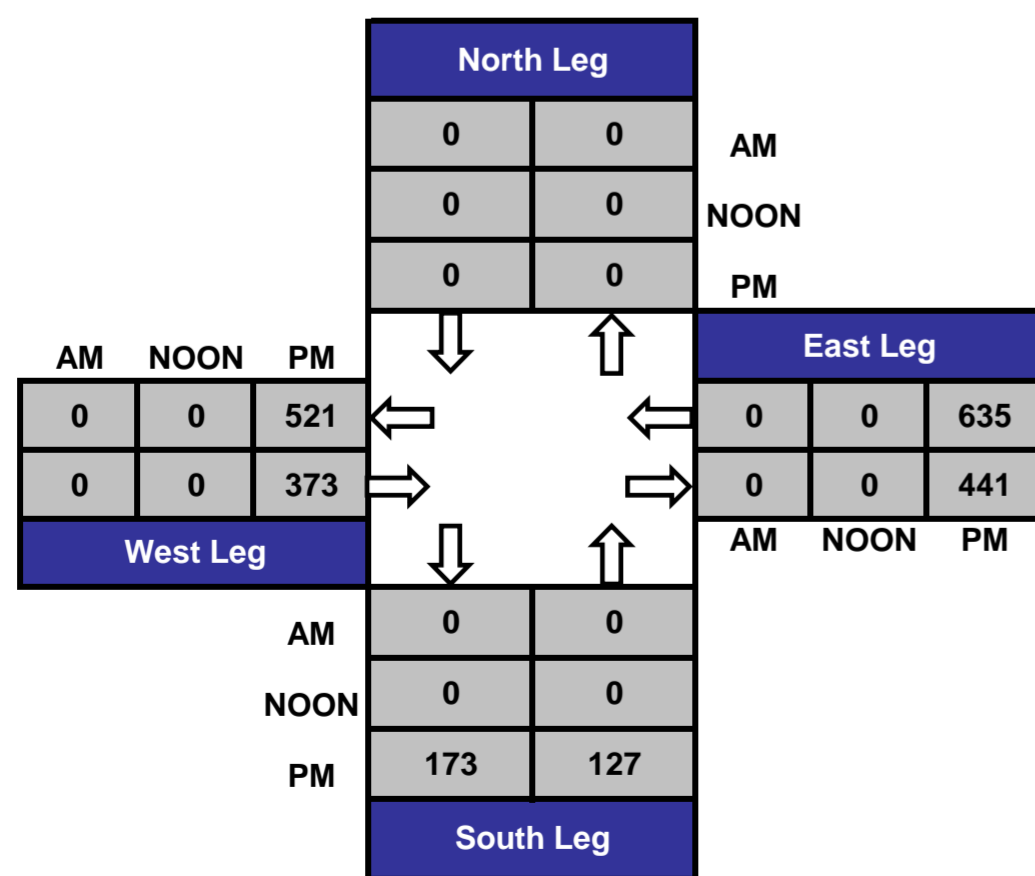 North Leg
0 0 AM
0 0 NOON
0 0 PM
East Leg
AM NOON PM
0 0 521
0 0 635
0 0 373
0 0 441
West Leg
AM NOON PM
AM 0 0
NOON 0 0
PM 173 127
South Leg